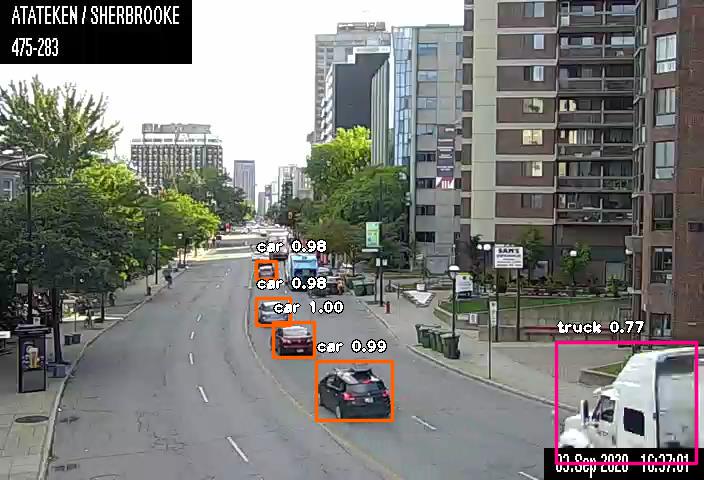 ATATEKEN / SHERBROOKE
475-283
car 0.98
car 0.98
car 1.00
car 0.99
truck 0.77
03.Sep 2020 16:37:01